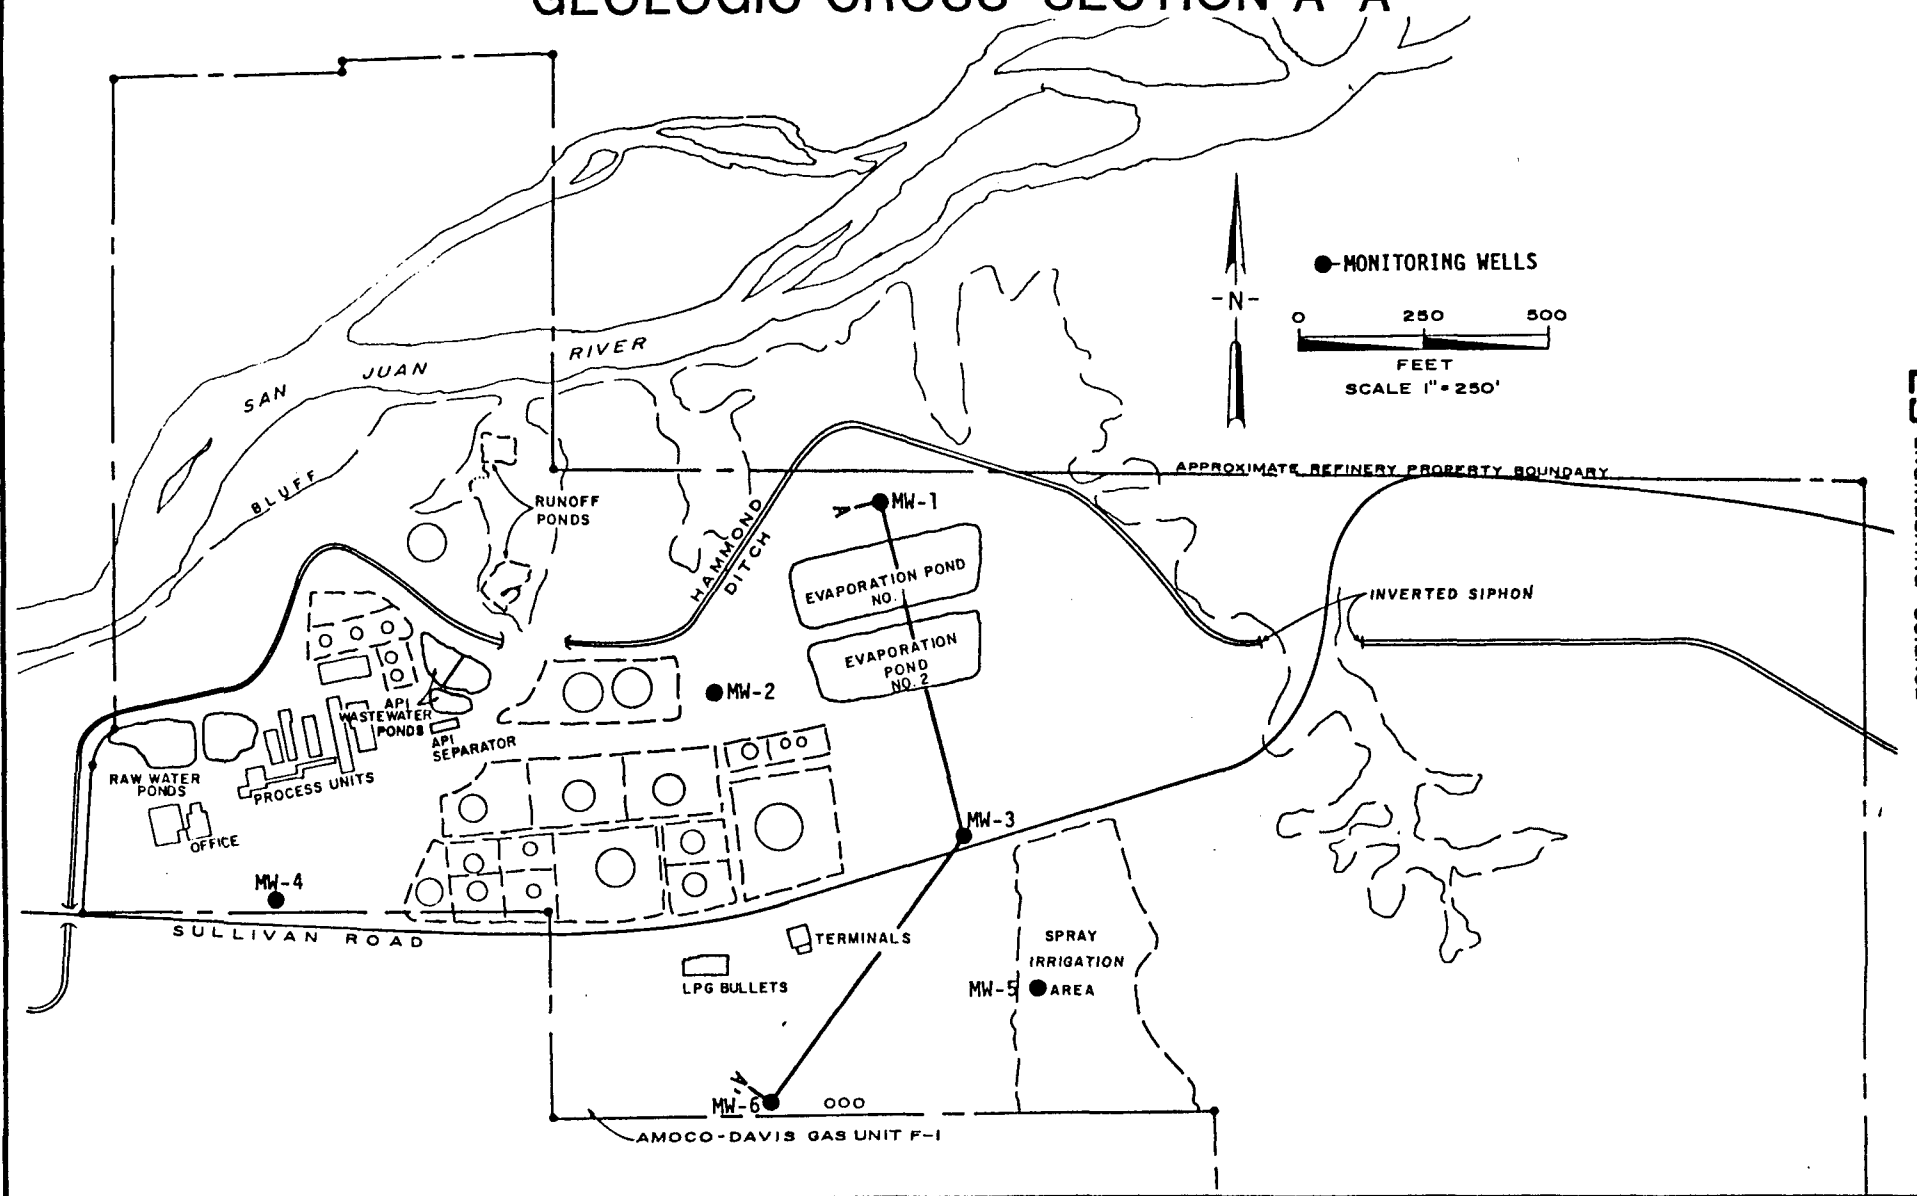 GEOLOGIC CROSS SECTION A A
MONITORING WELLS
-N-
0 250 500
FEET
SCALE 1"=250'
SAN JUAN RIVER
BLUFF
RUNOFF
PONDS
HAMMOND
DITCH
APPROXIMATE REFINERY PROPERTY BOUNDARY
A
MW-1
EVAPORATION POND
NO.
EVAPORATION
POND
NO. 2
INVERTED SIPHON
MW-2
API
WASTEWATER
PONDS
API
SEPARATOR
RAW WATER
PONDS
PROCESS UNITS
OFFICE
MW-3
MW-4
SULLIVAN ROAD
TERMINALS
LPG BULLETS
SPRAY
IRRIGATION
AREA
MW-5
A'
MW-6
AMOCO-DAVIS GAS UNIT F-1